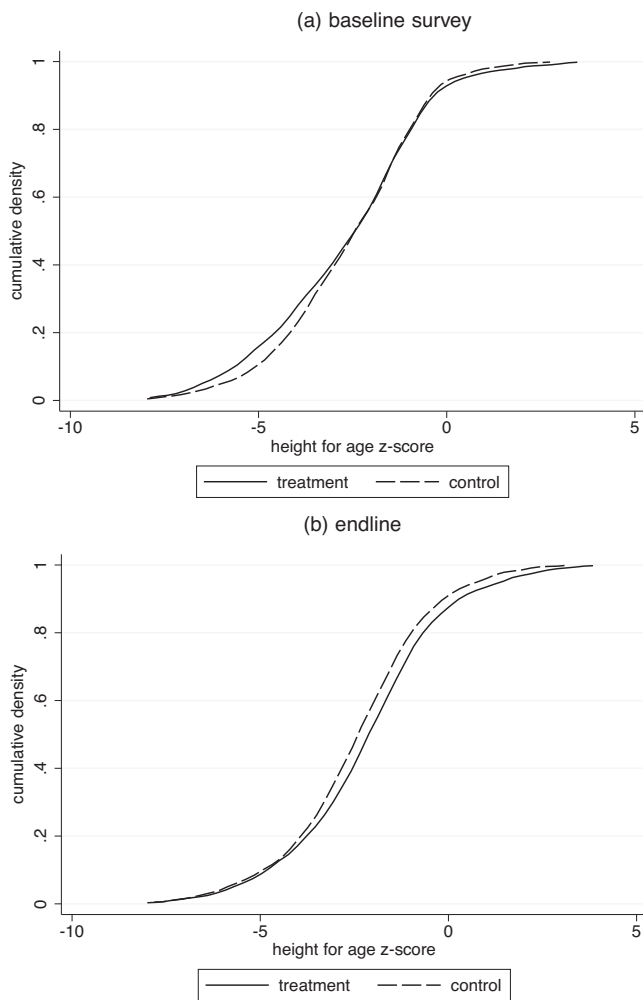 (a) baseline survey
cumulative density
1
.8
.6
.4
.2
0
-10 -5 0 5
height for age z-score
treatment control
(b) endline
cumulative density
1
.8
.6
.4
.2
0
-10 -5 0 5
height for age z-score
treatment control